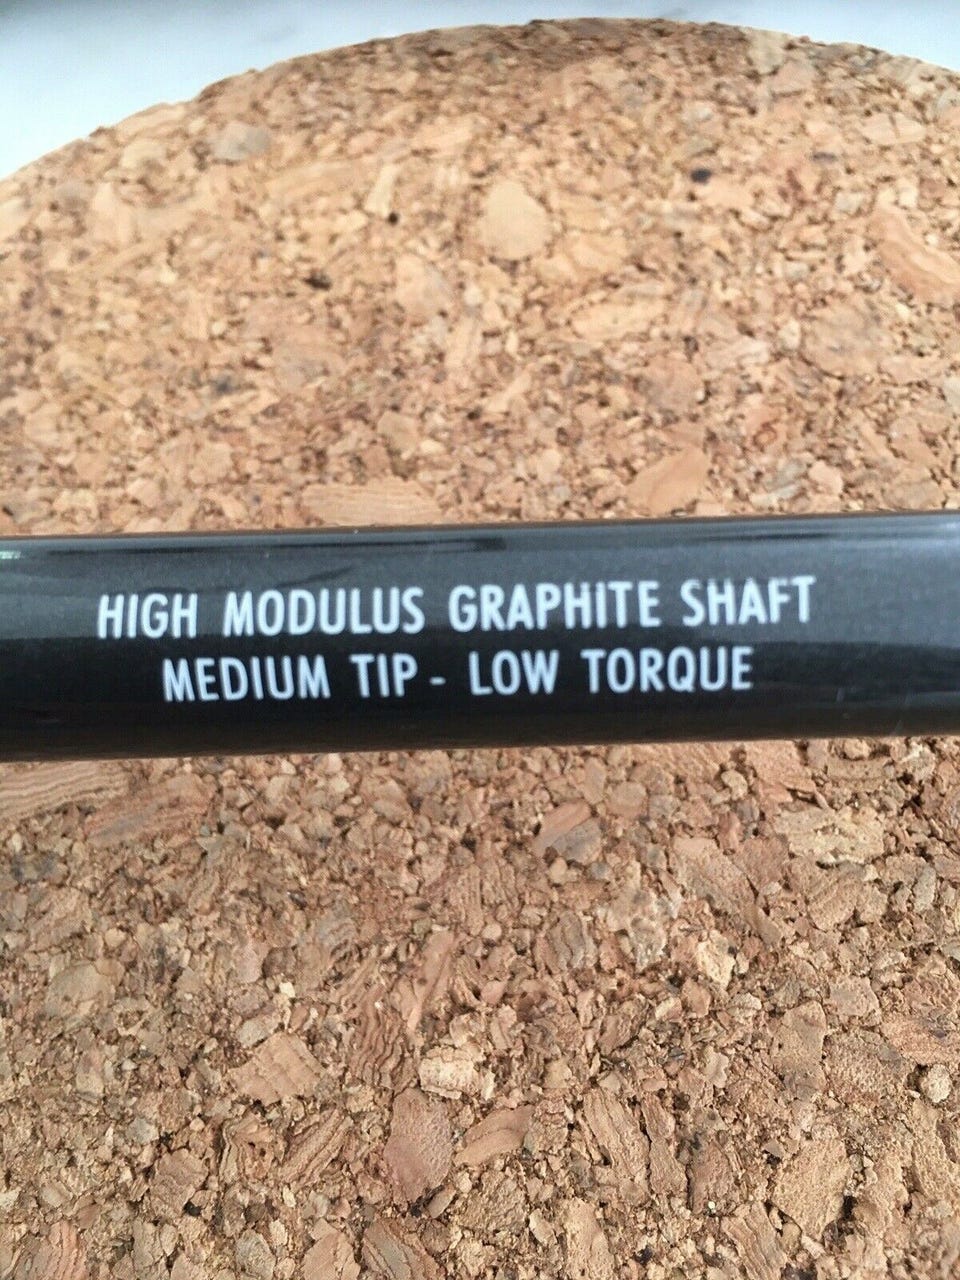 HIGH MODULUS GRAPHITE SHAFT
MEDIUM TIP - LOW TORQUE